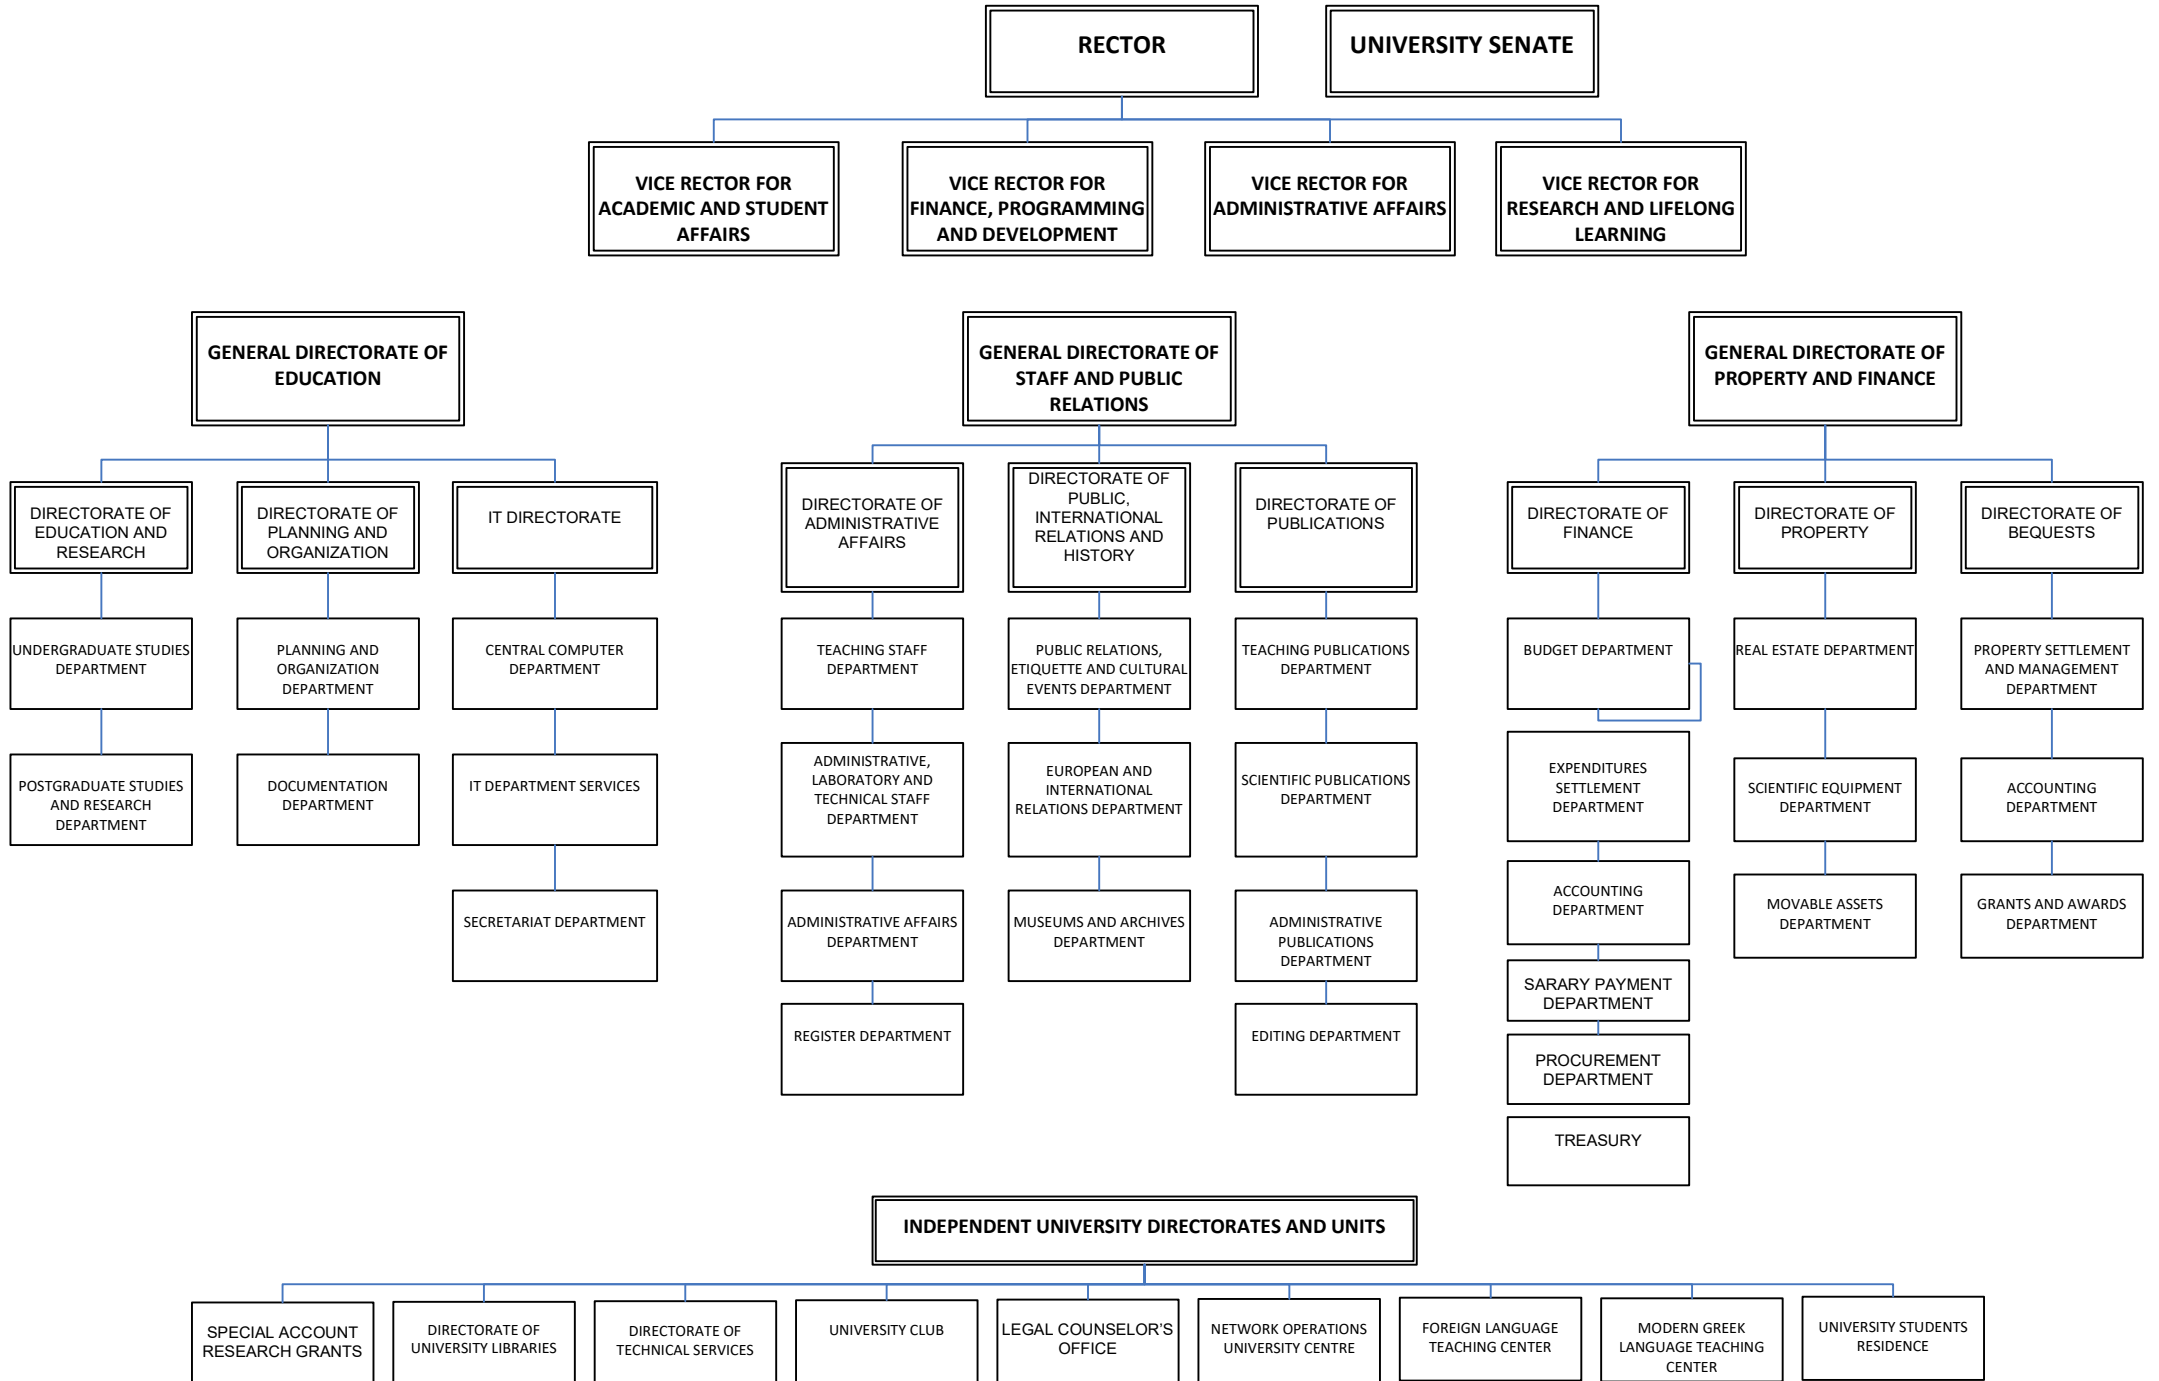 RECTOR
UNIVERSITY SENATE
VICE RECTOR FOR
ACADEMIC AND STUDENT
AFFAIRS
VICE RECTOR FOR
FINANCE, PROGRAMMING
AND DEVELOPMENT
VICE RECTOR FOR
ADMINISTRATIVE AFFAIRS
VICE RECTOR FOR
RESEARCH AND LIFELONG
LEARNING
GENERAL DIRECTORATE OF
EDUCATION
GENERAL DIRECTORATE OF
STAFF AND PUBLIC
RELATIONS
GENERAL DIRECTORATE OF
PROPERTY AND FINANCE
DIRECTORATE OF
EDUCATION AND
RESEARCH
DIRECTORATE OF
PLANNING AND
ORGANIZATION
IT DIRECTORATE
DIRECTORATE OF
ADMINISTRATIVE
AFFAIRS
DIRECTORATE OF
PUBLIC,
INTERNATIONAL
RELATIONS AND
HISTORY
DIRECTORATE OF
PUBLICATIONS
DIRECTORATE OF
FINANCE
DIRECTORATE OF
PROPERTY
DIRECTORATE OF
BEQUESTS
UNDERGRADUATE STUDIES
DEPARTMENT
PLANNING AND
ORGANIZATION
DEPARTMENT
CENTRAL COMPUTER
DEPARTMENT
TEACHING STAFF
DEPARTMENT
PUBLIC RELATIONS,
ETIQUETTE AND CULTURAL
EVENTS DEPARTMENT
TEACHING PUBLICATIONS
DEPARTMENT
BUDGET DEPARTMENT
REAL ESTATE DEPARTMENT
PROPERTY SETTLEMENT
AND MANAGEMENT
DEPARTMENT
POSTGRADUATE STUDIES
AND RESEARCH
DEPARTMENT
DOCUMENTATION
DEPARTMENT
IT DEPARTMENT SERVICES
ADMINISTRATIVE,
LABORATORY AND
TECHNICAL STAFF
DEPARTMENT
EUROPEAN AND
INTERNATIONAL
RELATIONS DEPARTMENT
SCIENTIFIC PUBLICATIONS
DEPARTMENT
EXPENDITURES
SETTLEMENT
DEPARTMENT
SCIENTIFIC EQUIPMENT
DEPARTMENT
ACCOUNTING
DEPARTMENT
SECRETARIAT DEPARTMENT
ADMINISTRATIVE AFFAIRS
DEPARTMENT
MUSEUMS AND ARCHIVES
DEPARTMENT
ADMINISTRATIVE
PUBLICATIONS
DEPARTMENT
ACCOUNTING
DEPARTMENT
MOVABLE ASSETS
DEPARTMENT
GRANTS AND AWARDS
DEPARTMENT
SARARY PAYMENT
DEPARTMENT
REGISTER DEPARTMENT
EDITING DEPARTMENT
PROCUREMENT
DEPARTMENT
TREASURY
INDEPENDENT UNIVERSITY DIRECTORATES AND UNITS
SPECIAL ACCOUNT
RESEARCH GRANTS
DIRECTORATE OF
UNIVERSITY LIBRARIES
DIRECTORATE OF
TECHNICAL SERVICES
UNIVERSITY CLUB
LEGAL COUNSELOR'S
OFFICE
NETWORK OPERATIONS
UNIVERSITY CENTRE
FOREIGN LANGUAGE
TEACHING CENTER
MODERN GREEK
LANGUAGE TEACHING
CENTER
UNIVERSITY STUDENTS
RESIDENCE